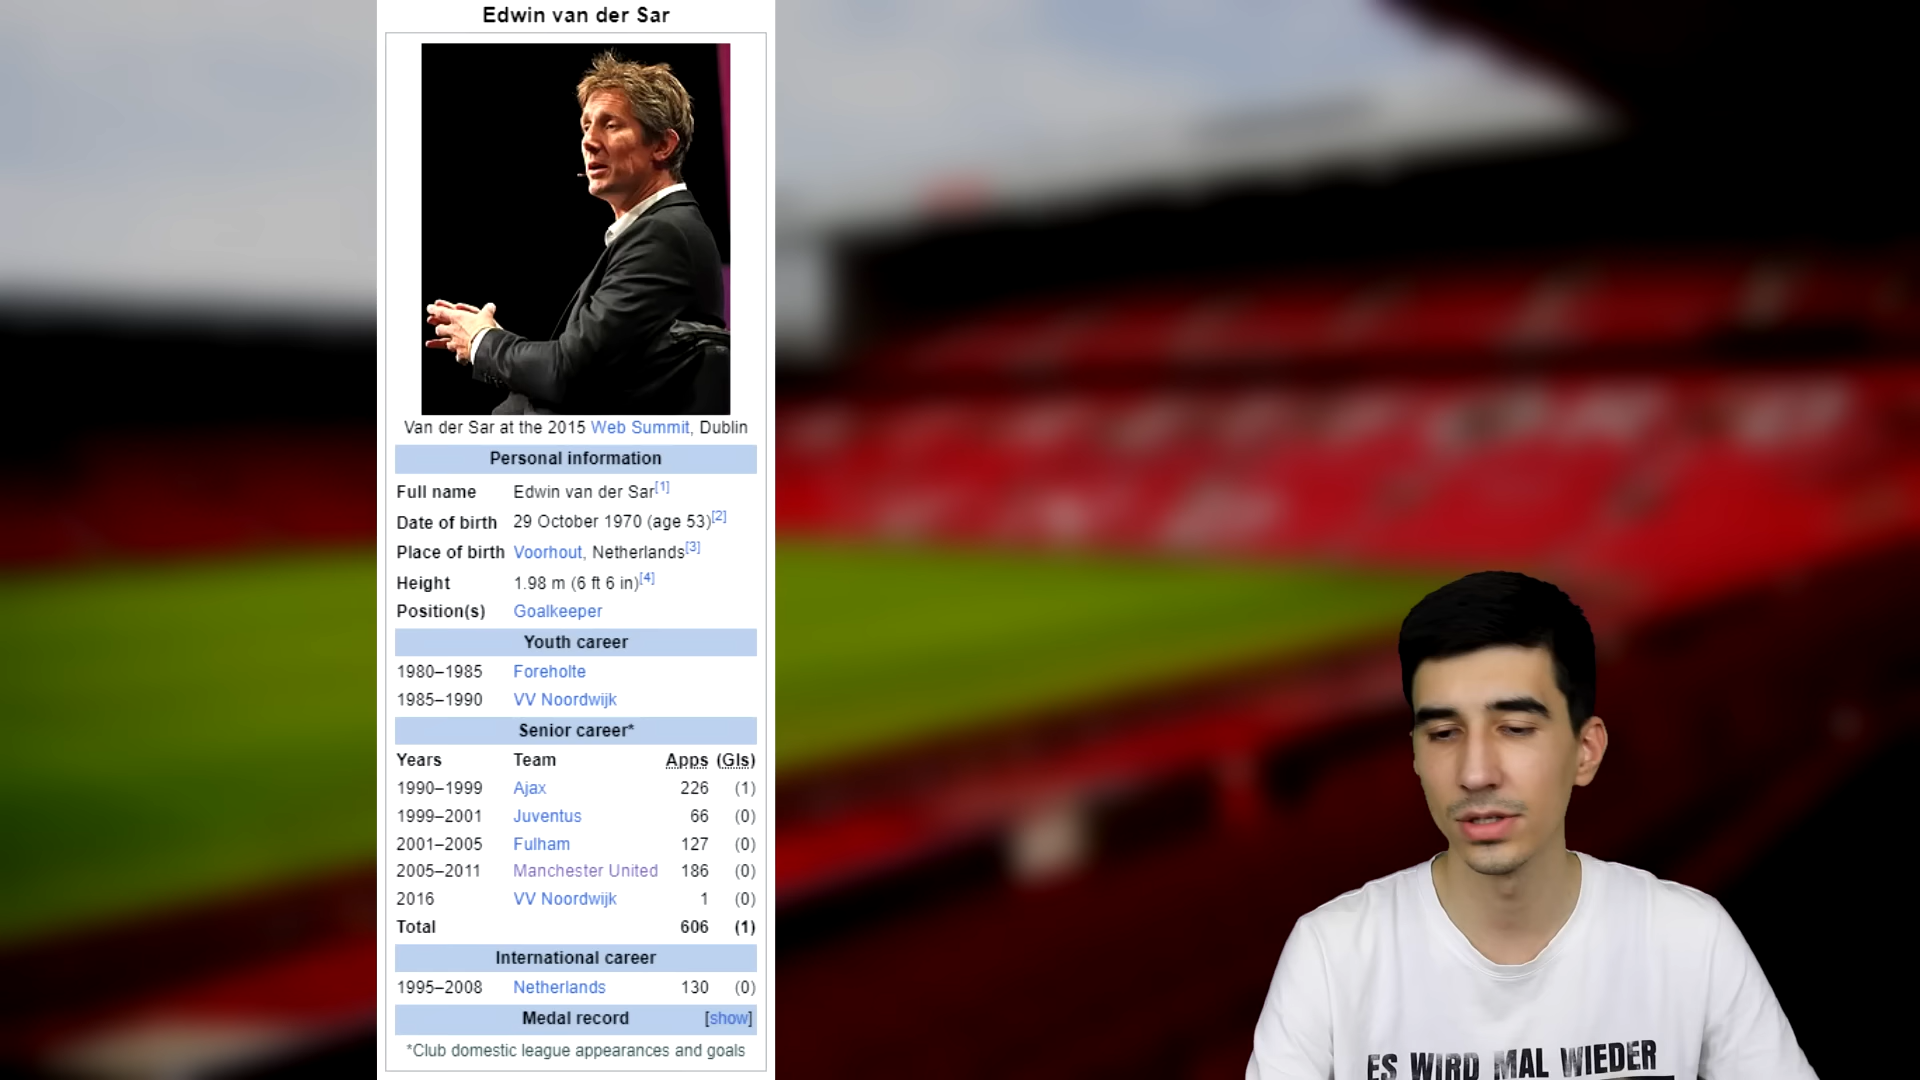 Edwin van der Sar
Van der Sar at the 2015 Web Summit, Dublin
Personal information
Full name Edwin van der Sar[1]
Date of birth 29 October 1970 (age 53)[2]
Place of birth Voorhout, Netherlands[3]
Height 1.98 m (6 ft 6 in)[4]
Position(s) Goalkeeper
Youth career
1980–1985 Foreholte
1985–1990 VV Noordwijk
Senior career*
Years Team Apps (Gls)
1990–1999 Ajax 226 (1)
1999–2001 Juventus 66 (0)
2001–2005 Fulham 127 (0)
2005–2011 Manchester United 186 (0)
2016 VV Noordwijk 1 (0)
Total 606 (1)
International career
1995–2008 Netherlands 130 (0)
Medal record [show]
*Club domestic league appearances and goals
ES WIRD MAL WIEDER